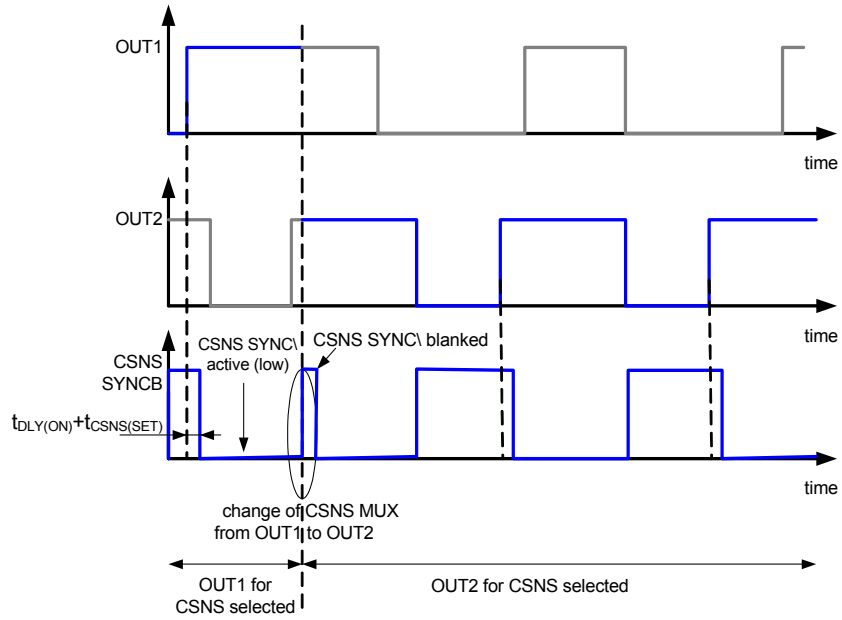 OUT1
time
OUT2
time
CSNS SYNC\
active (low)
CSNS SYNC\ blanked
CSNS
SYNCB
tDLY(ON)+tCSNS(SET)
time
change of CSNS MUX
from OUT1 to OUT2
OUT1 for
CSNS selected
OUT2 for CSNS selected